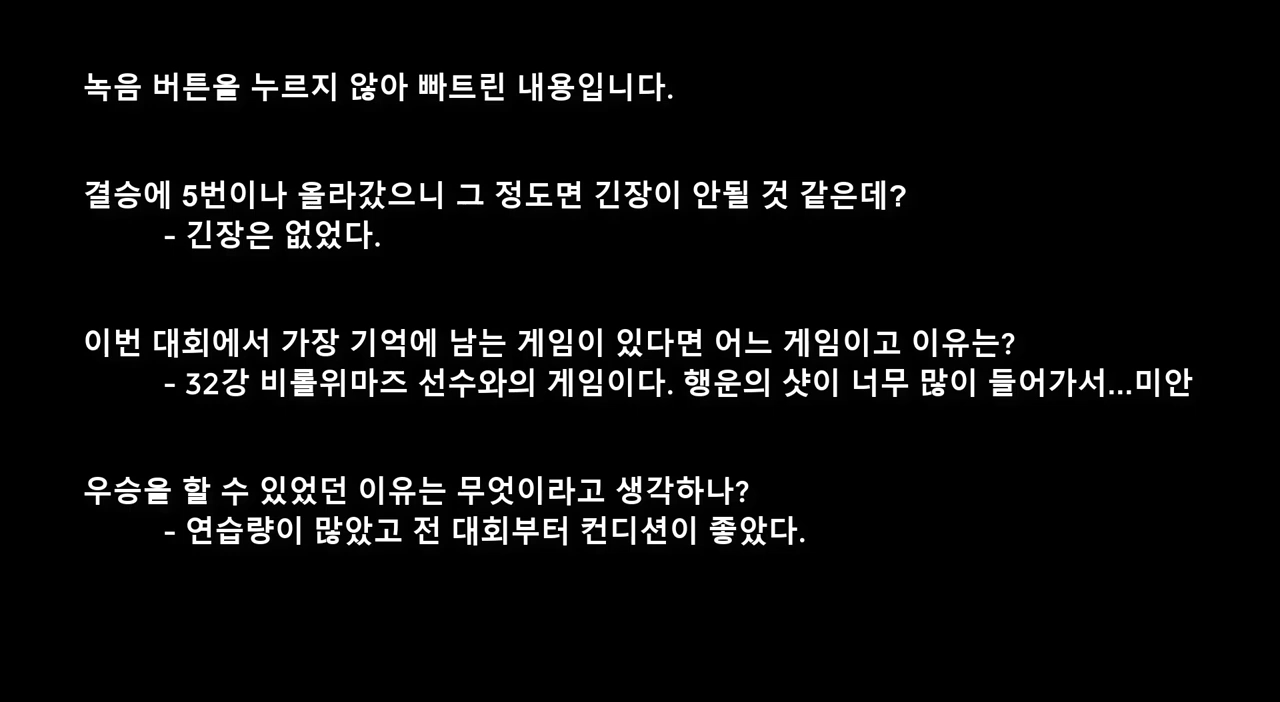 녹음 버튼을 누르지 않아 빠트린 내용입니다.
결승에 5번이나 올라갔으니 그 정도면 긴장이 안될 것 같은데?
- 긴장은 없었다.
이번 대회에서 가장 기억에 남는 게임이 있다면 어느 게임이고 이유는?
- 32강 비롤위마즈 선수와의 게임이다. 행운의 샷이 너무 많이 들어가서...미안
우승을 할 수 있었던 이유는 무엇이라고 생각하나?
- 연습량이 많았고 전 대회부터 컨디션이 좋았다.